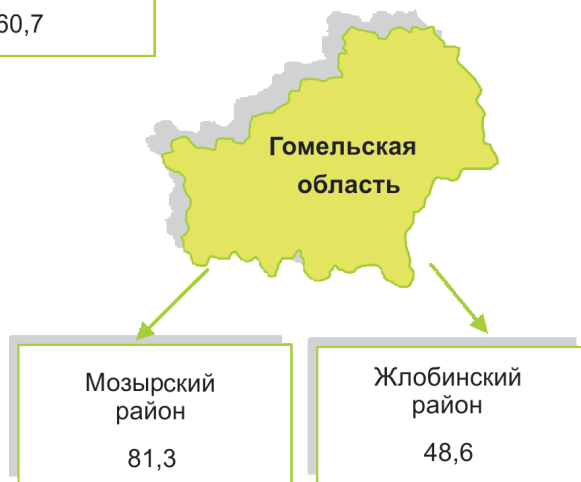 60,7
Гомельская
область
Мозырский
район
81,3
Жлобинский
район
48,6